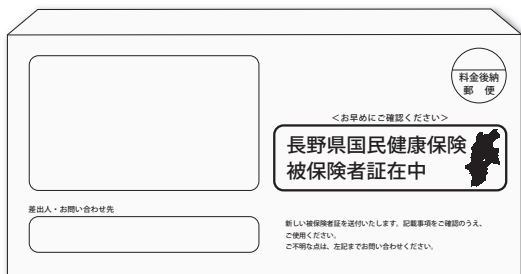 料金後納
郵　便
＜お早めにご確認ください＞
長野県国民健康保険
被保険者証在中
差出人・お問い合わせ先
新しい被保険者証を送付いたします。記載事項をご確認のうえ、
ご使用ください。
ご不明な点は、左記までお問い合わせください。